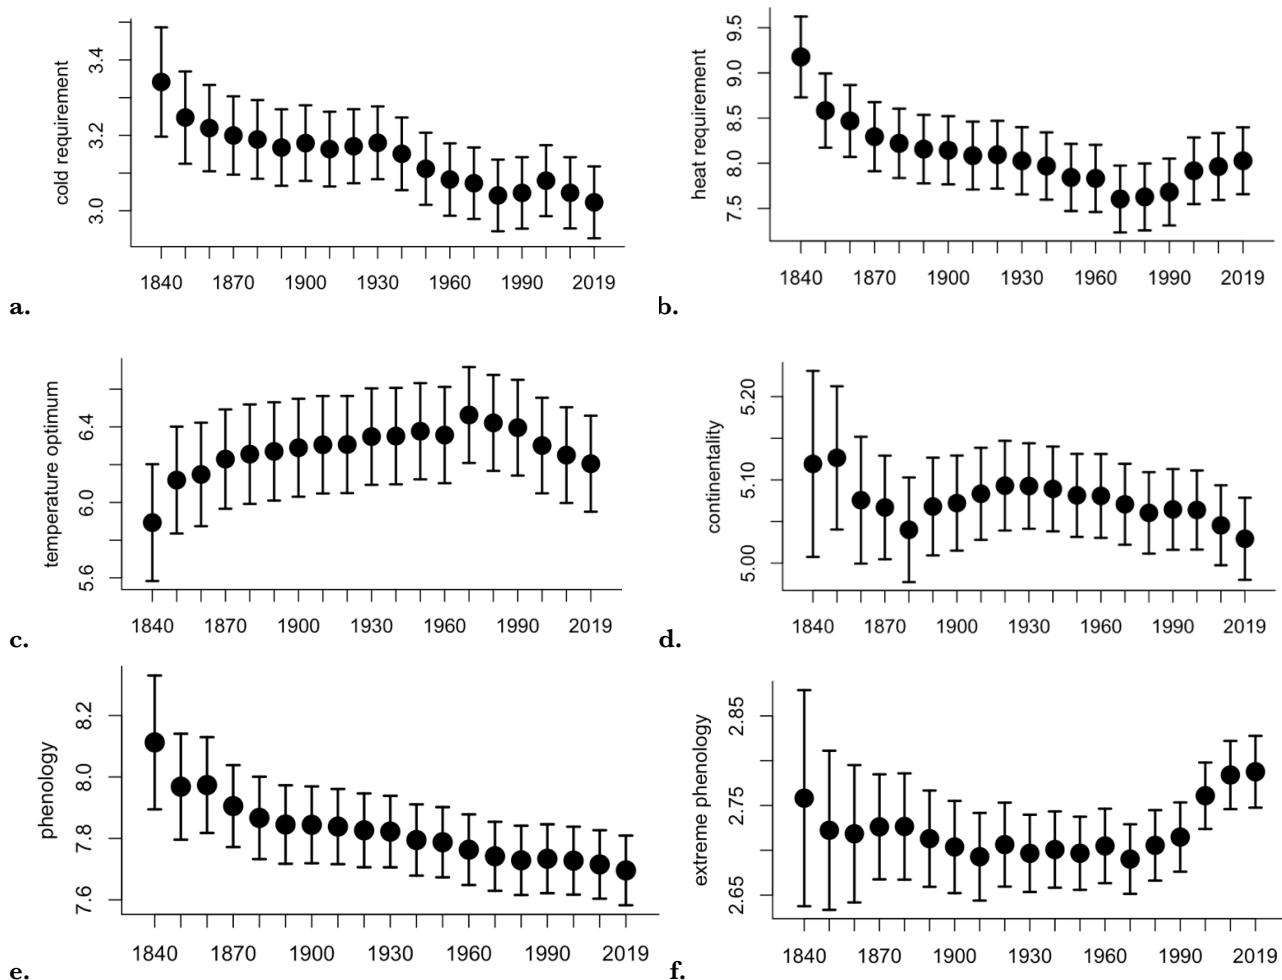 cold requirement
3.4
3.2
3.0
1840 1870 1900 1930 1960 1990 2019
a.
heat requirement
9.5
9.0
8.5
8.0
7.5
1840 1870 1900 1930 1960 1990 2019
b.
temperature optimum
6.4
6.0
5.6
1840 1870 1900 1930 1960 1990 2019
c.
continentality
5.20
5.10
5.00
1840 1870 1900 1930 1960 1990 2019
d.
phenology
8.2
8.0
7.8
7.6
1840 1870 1900 1930 1960 1990 2019
e.
extreme phenology
2.85
2.75
2.65
1840 1870 1900 1930 1960 1990 2019
f.